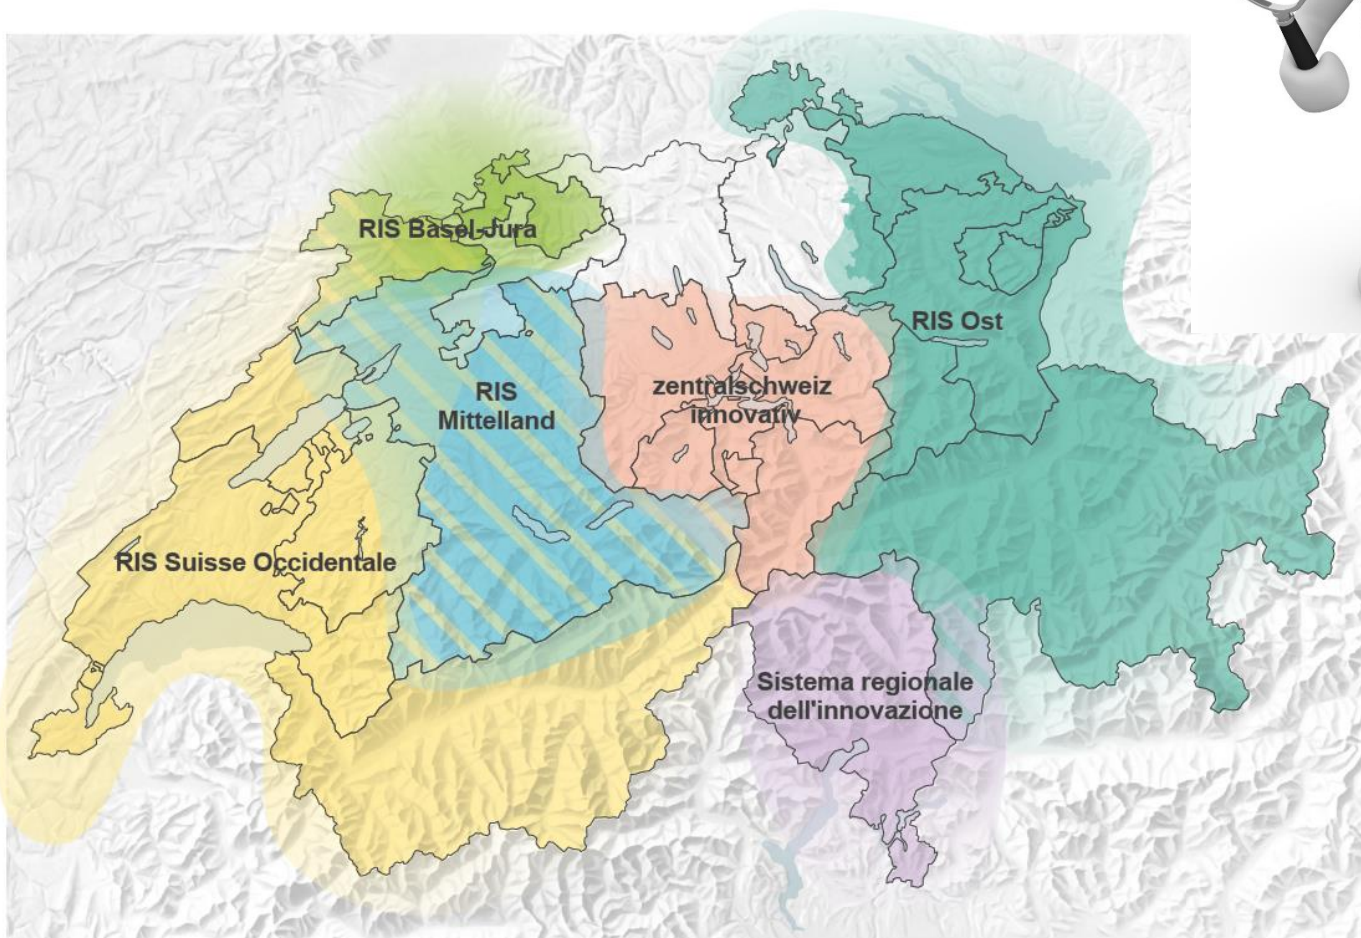 RIS Basel-Jura
RIS Ost
RIS
Mittelland
zentralschweiz
innovativ
RIS Suisse Occidentale
Sistema regionale
dell'innovazione